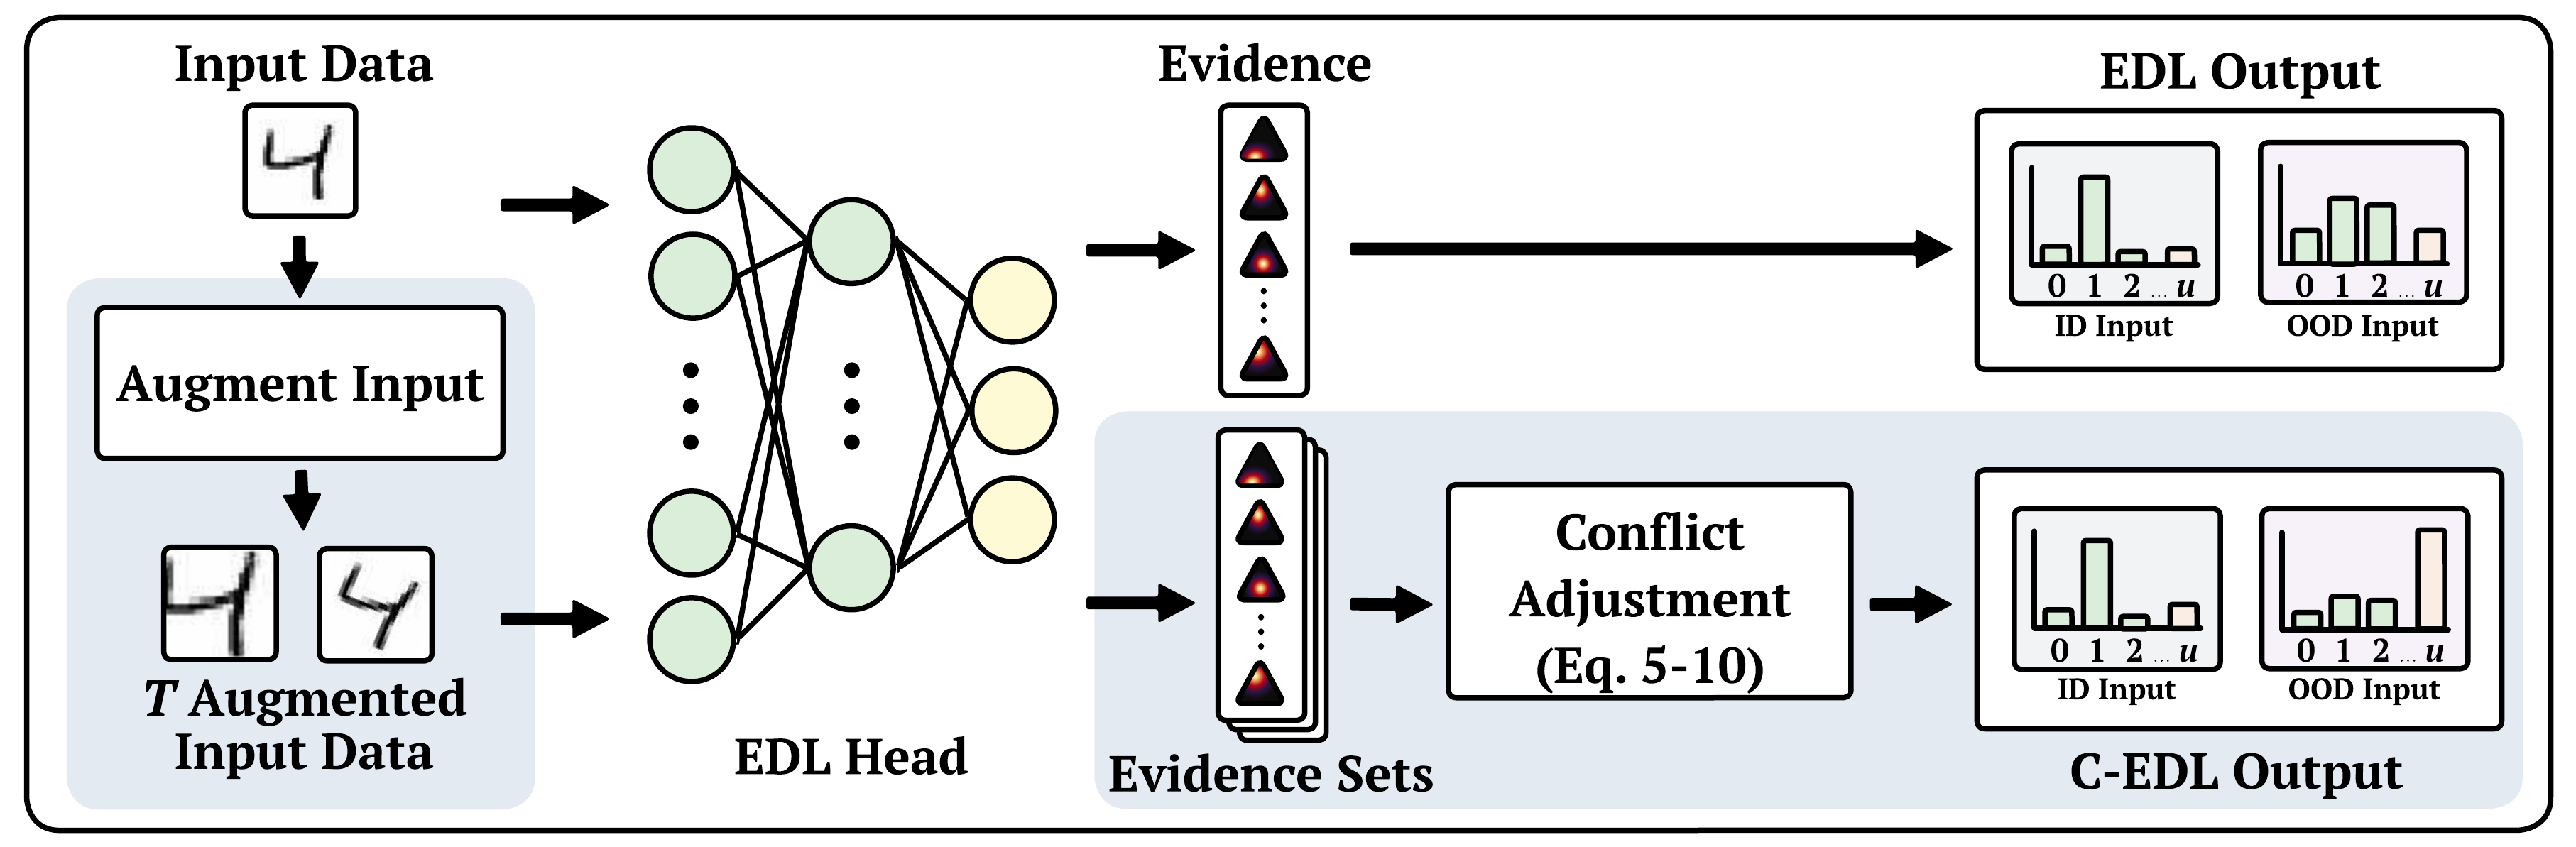 Input Data
Augment Input
T Augmented
Input Data
EDL Head
Evidence
EDL Output
0 1 2 ... u
ID Input
0 1 2 ... u
OOD Input
Evidence Sets
Conflict
Adjustment
(Eq. 5-10)
0 1 2 ... u
ID Input
0 1 2 ... u
OOD Input
C-EDL Output